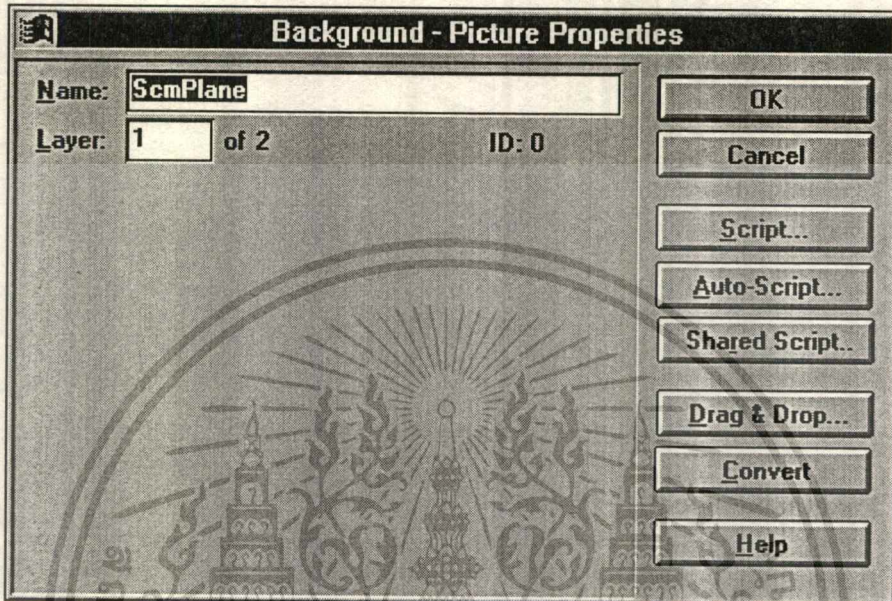 Background - Picture Properties
Name: ScmPlane
Layer: 1 of 2 ID: 0
OK
Cancel
Script...
Auto-Script...
Shared Script..
Drag & Drop...
Convert
Help